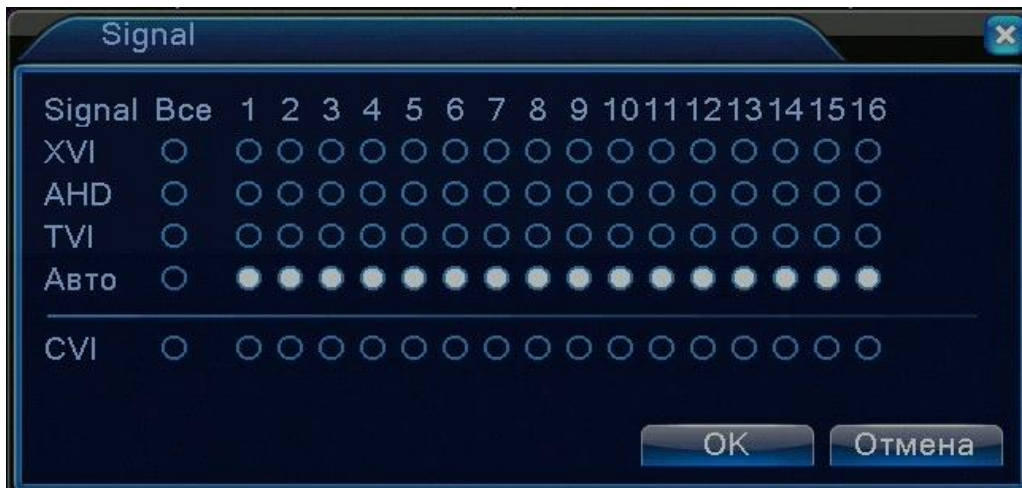 Signal
Signal Все 1 2 3 4 5 6 7 8 9 10 11 12 13 14 15 16
XVI
AHD
TVI
Авто
CVI
OK Отмена